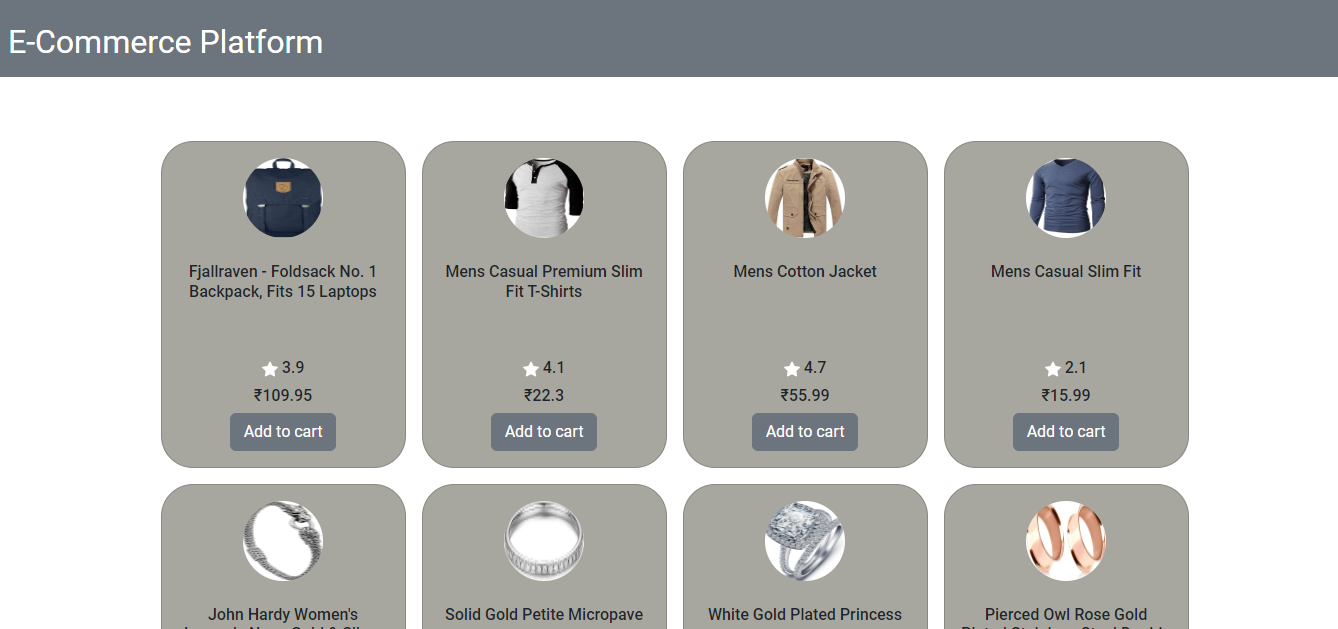 E-Commerce Platform
Fjallraven - Foldsack No. 1
Backpack, Fits 15 Laptops
3.9
₹109.95
Add to cart
Mens Casual Premium Slim
Fit T-Shirts
4.1
₹22.3
Add to cart
Mens Cotton Jacket
4.7
₹55.99
Add to cart
Mens Casual Slim Fit
2.1
₹15.99
Add to cart
John Hardy Women's
Solid Gold Petite Micropave
White Gold Plated Princess
Pierced Owl Rose Gold